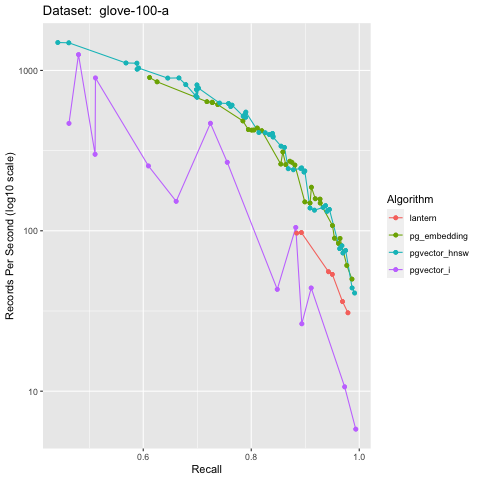 Dataset:  glove-100-a
Records Per Second (log10 scale)
1000
100
10
0.6
0.8
1.0
Recall
Algorithm
lantern
pg_embedding
pgvector_hnsw
pgvector_i